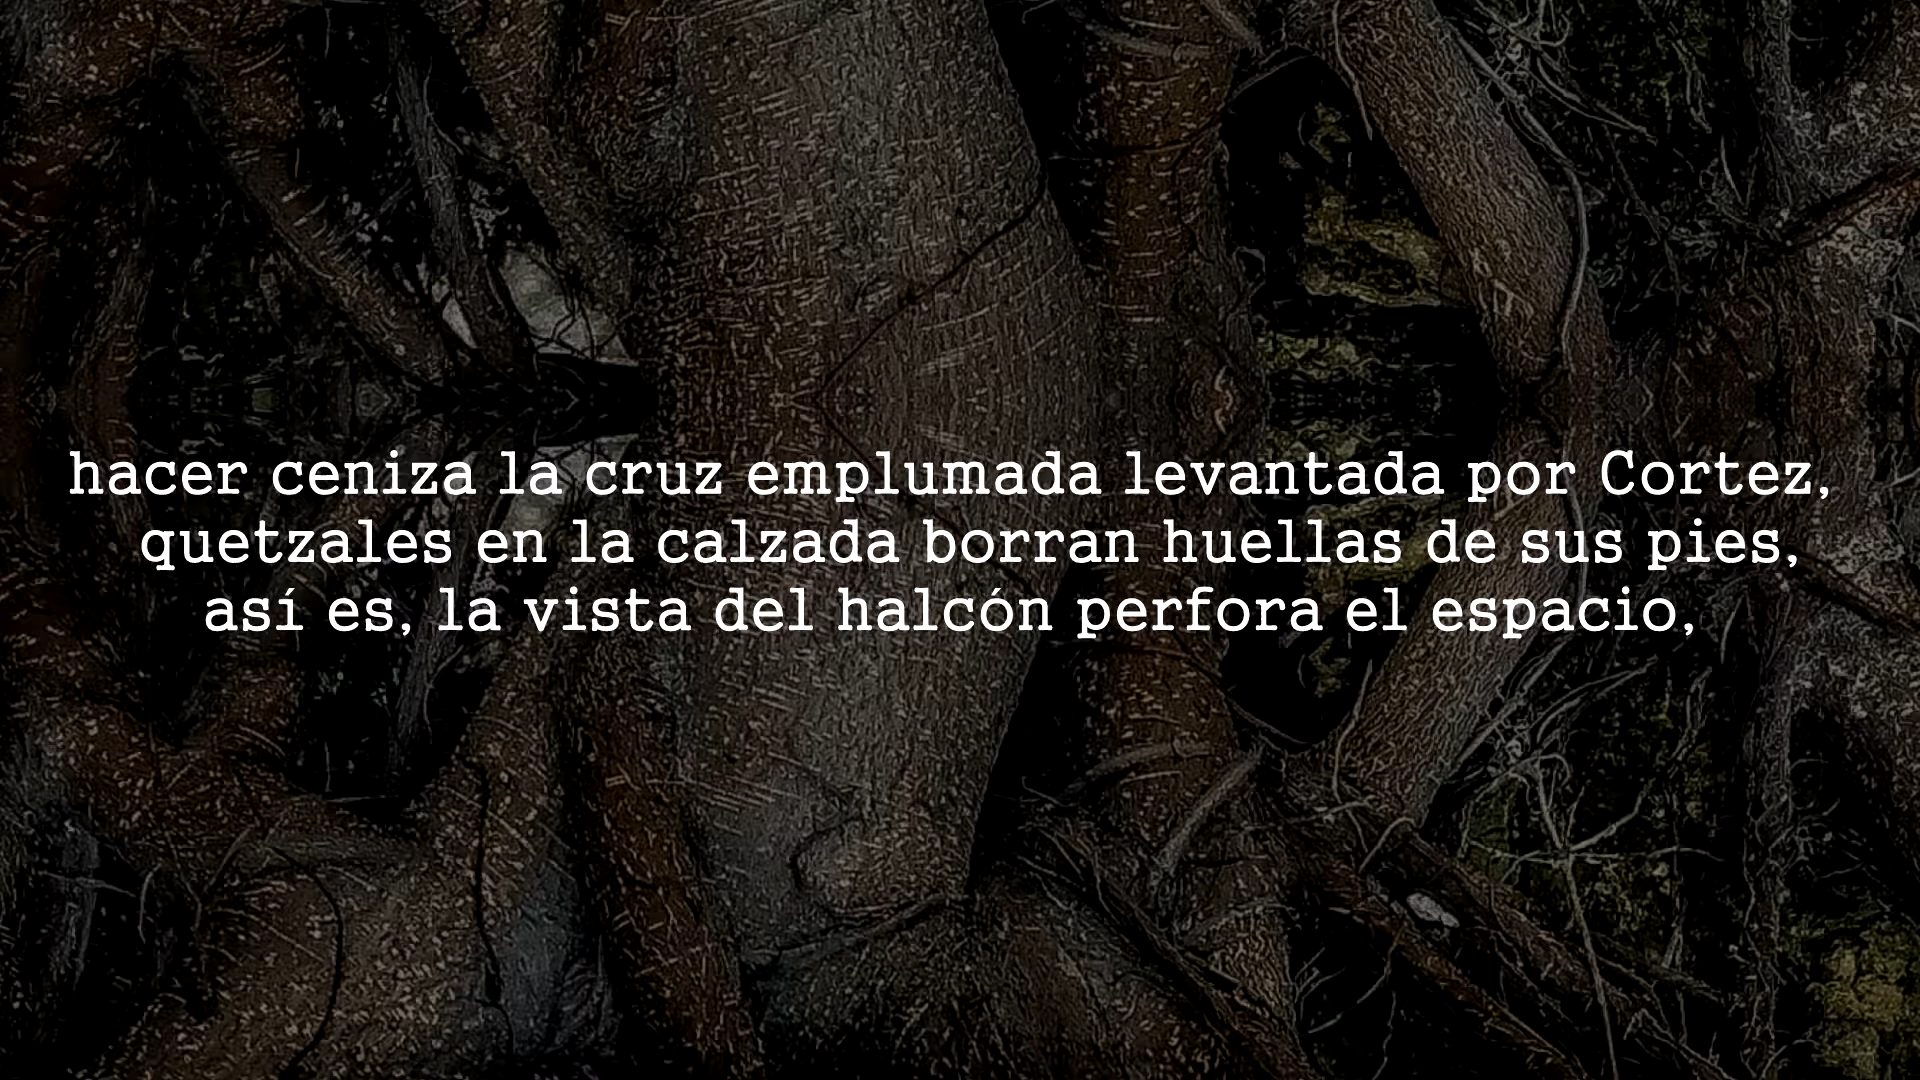 hacer ceniza la cruz emplumada levantada por Cortez,
quetzales en la calzada borran huellas de sus pies,
así es, la vista del halcón perfora el espacio,